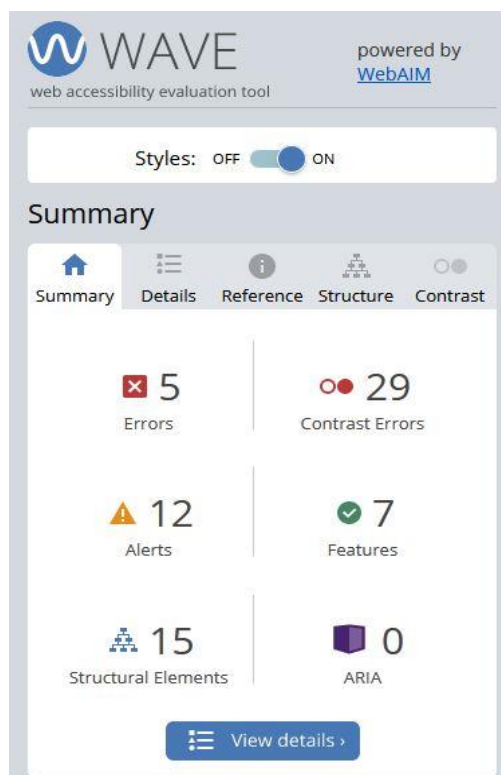 WAVE
powered by
WebAIM
web accessibility evaluation tool
Styles: OFF ON
Summary
Summary Details Reference Structure Contrast
5 29
Errors Contrast Errors
12 7
Alerts Features
15 0
Structural Elements ARIA
View details ›